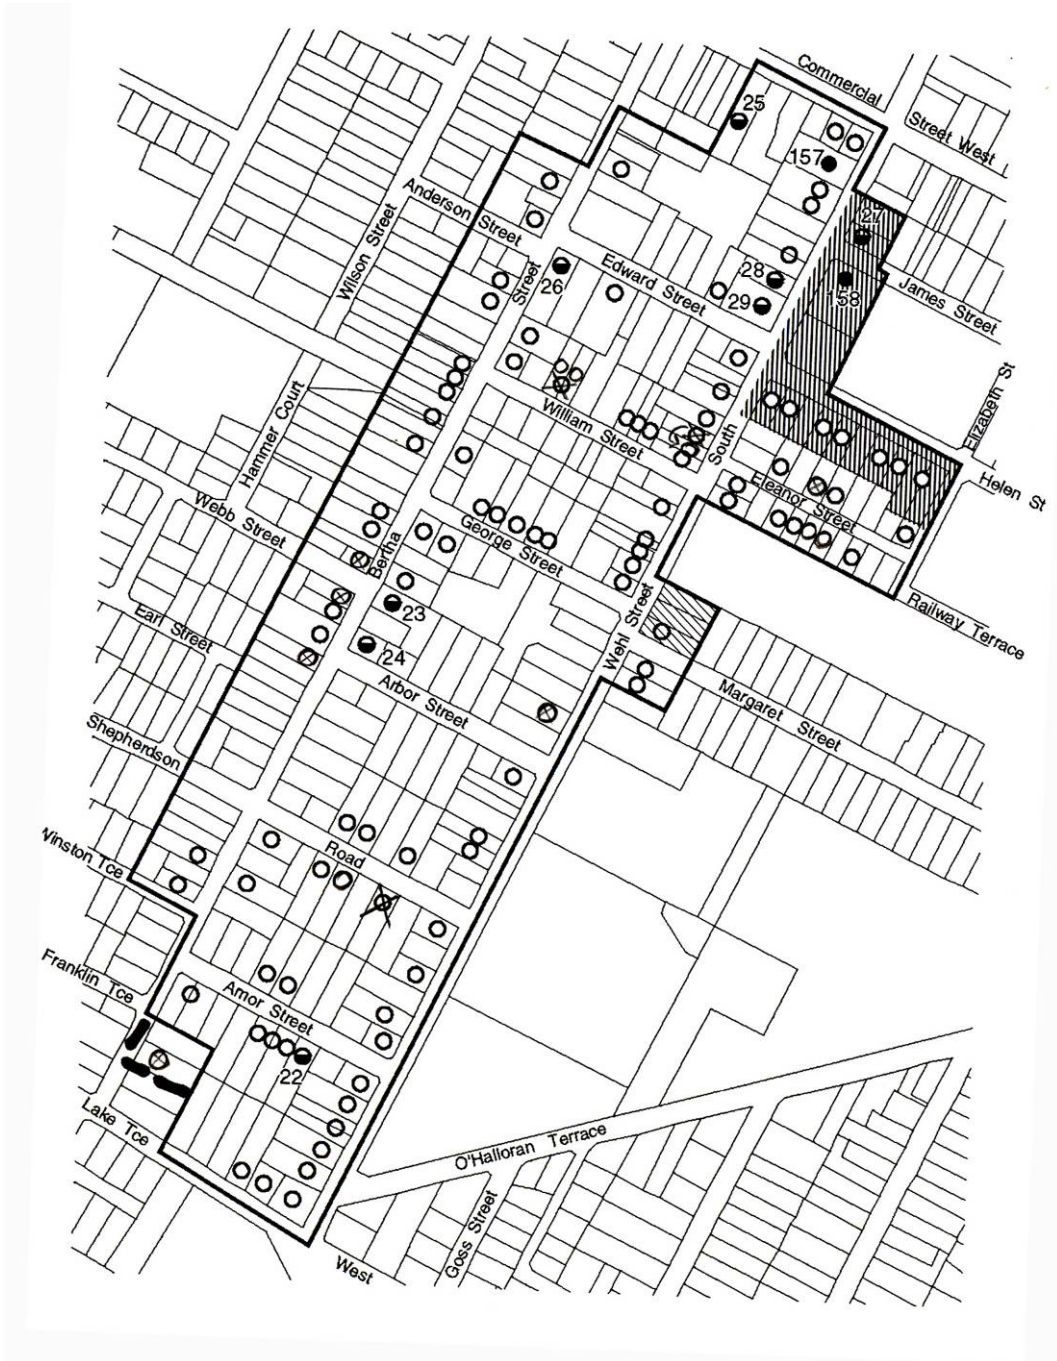 Commercial
Street West
25
157
27
Anderson Street
Wilson Street
28
158
29
James Street
Edward Street
Street
26
Elizabeth St
Hammer Court
William Street
South
Helen St
Eleanor Street
Webb Street
George Street
Bertha
Railway Terrace
23
Wehl Street
Earl Street
24
Margaret Street
Arbor Street
Shepherdson
Winston Tce
Road
Franklin Tce
Amor Street
22
Lake Tce
O'Halloran Terrace
Goss Street
West